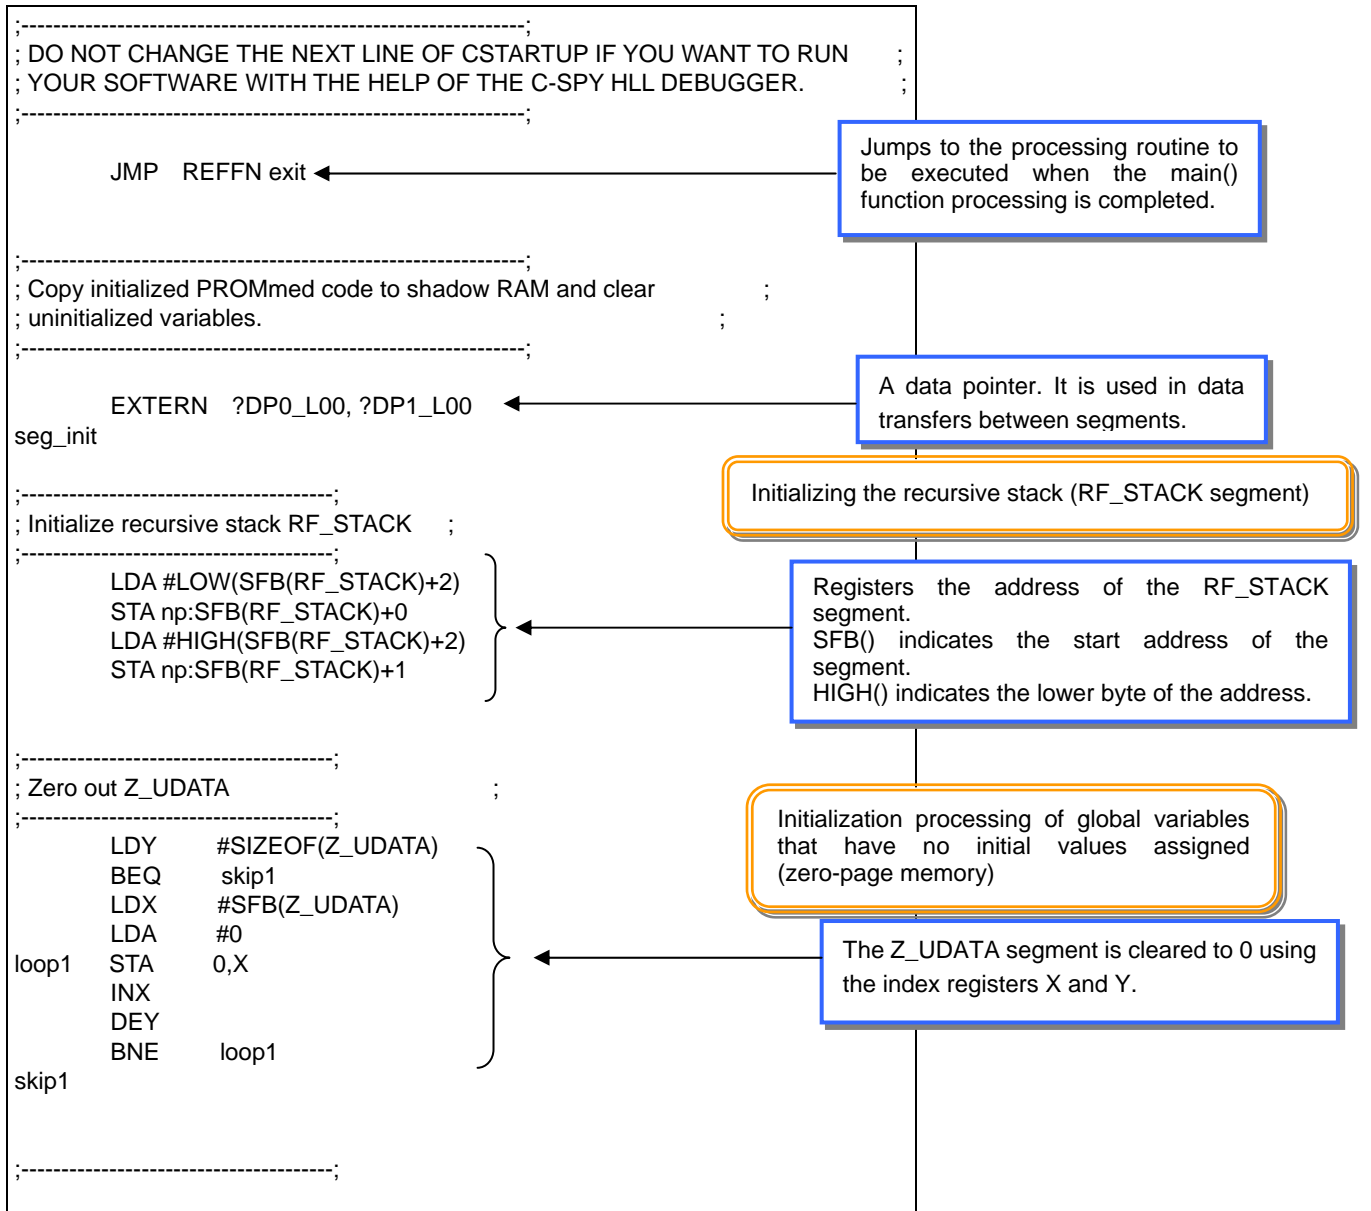 ;---------------------------------------------------------------;
; DO NOT CHANGE THE NEXT LINE OF CSTARTUP IF YOU WANT TO RUN ;
; YOUR SOFTWARE WITH THE HELP OF THE C-SPY HLL DEBUGGER. ;
;---------------------------------------------------------------;
JMP REFFN exit
Jumps to the processing routine to
be executed when the main()
function processing is completed.
;---------------------------------------------------------------;
; Copy initialized PROMmed code to shadow RAM and clear ;
; uninitialized variables. ;
;---------------------------------------------------------------;
EXTERN ?DP0_L00, ?DP1_L00
A data pointer. It is used in data
transfers between segments.
seg_init
Initializing the recursive stack (RF_STACK segment)
;---------------------------------------;
; Initialize recursive stack RF_STACK ;
;---------------------------------------;
LDA #LOW(SFB(RF_STACK)+2)
STA np:SFB(RF_STACK)+0
LDA #HIGH(SFB(RF_STACK)+2)
STA np:SFB(RF_STACK)+1
Registers the address of the RF_STACK
segment.
SFB() indicates the start address of the
segment.
HIGH() indicates the lower byte of the address.
;---------------------------------------;
; Zero out Z_UDATA ;
;---------------------------------------;
Initialization processing of global variables
that have no initial values assigned
(zero-page memory)
LDY #SIZEOF(Z_UDATA)
BEQ skip1
LDX #SFB(Z_UDATA)
LDA #0
loop1 STA 0,X
INX
DEY
BNE loop1
The Z_UDATA segment is cleared to 0 using
the index registers X and Y.
skip1
;---------------------------------------;